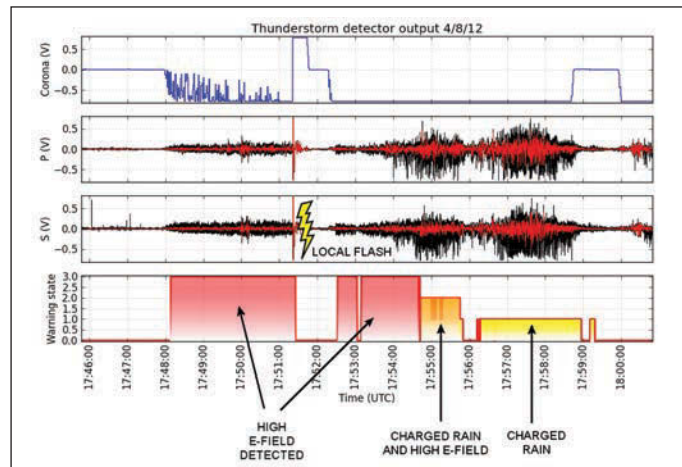 Thunderstorm detector output 4/8/12
Corona (V)
0.5
0.0
−0.5
P (V)
0.5
0.0
−0.5
S (V)
0.5
0.0
−0.5
LOCAL FLASH
Warning state
3.0
2.5
2.0
1.5
1.0
0.5
0.0
17:46:00
17:47:00
17:48:00
17:49:00
17:50:00
17:51:00
17:52:00
17:53:00
17:54:00
17:55:00
17:56:00
17:57:00
17:58:00
17:59:00
18:00:00
Time (UTC)
HIGH
E-FIELD
DETECTED
CHARGED RAIN
AND HIGH E-FIELD
CHARGED
RAIN